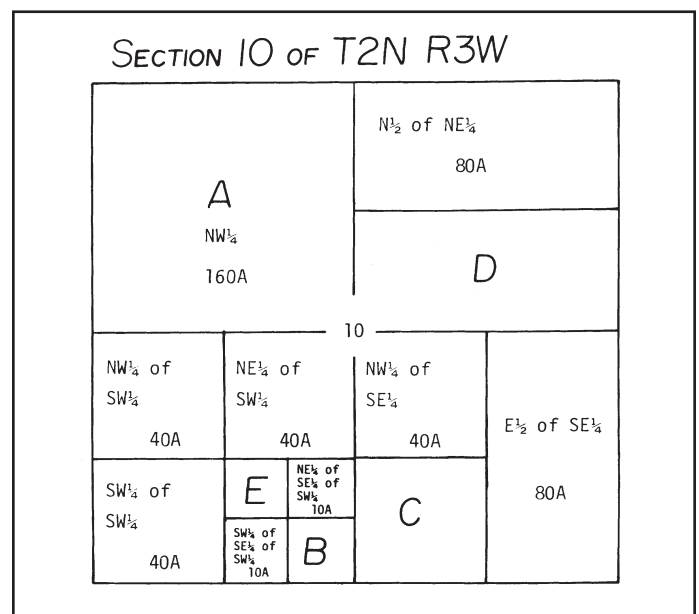 SECTION 10 OF T2N R3W
N½ of NE¼
80A
A
NW¼
160A
D
10
NW¼ of
SW¼
40A
NE¼ of
SW¼
40A
NW¼ of
SE¼
40A
E½ of SE¼
80A
SW¼ of
SW¼
40A
E
NE¼ of
SE¼ of
SW¼
10A
SW¼ of
SE¼ of
SW¼
10A
B
C